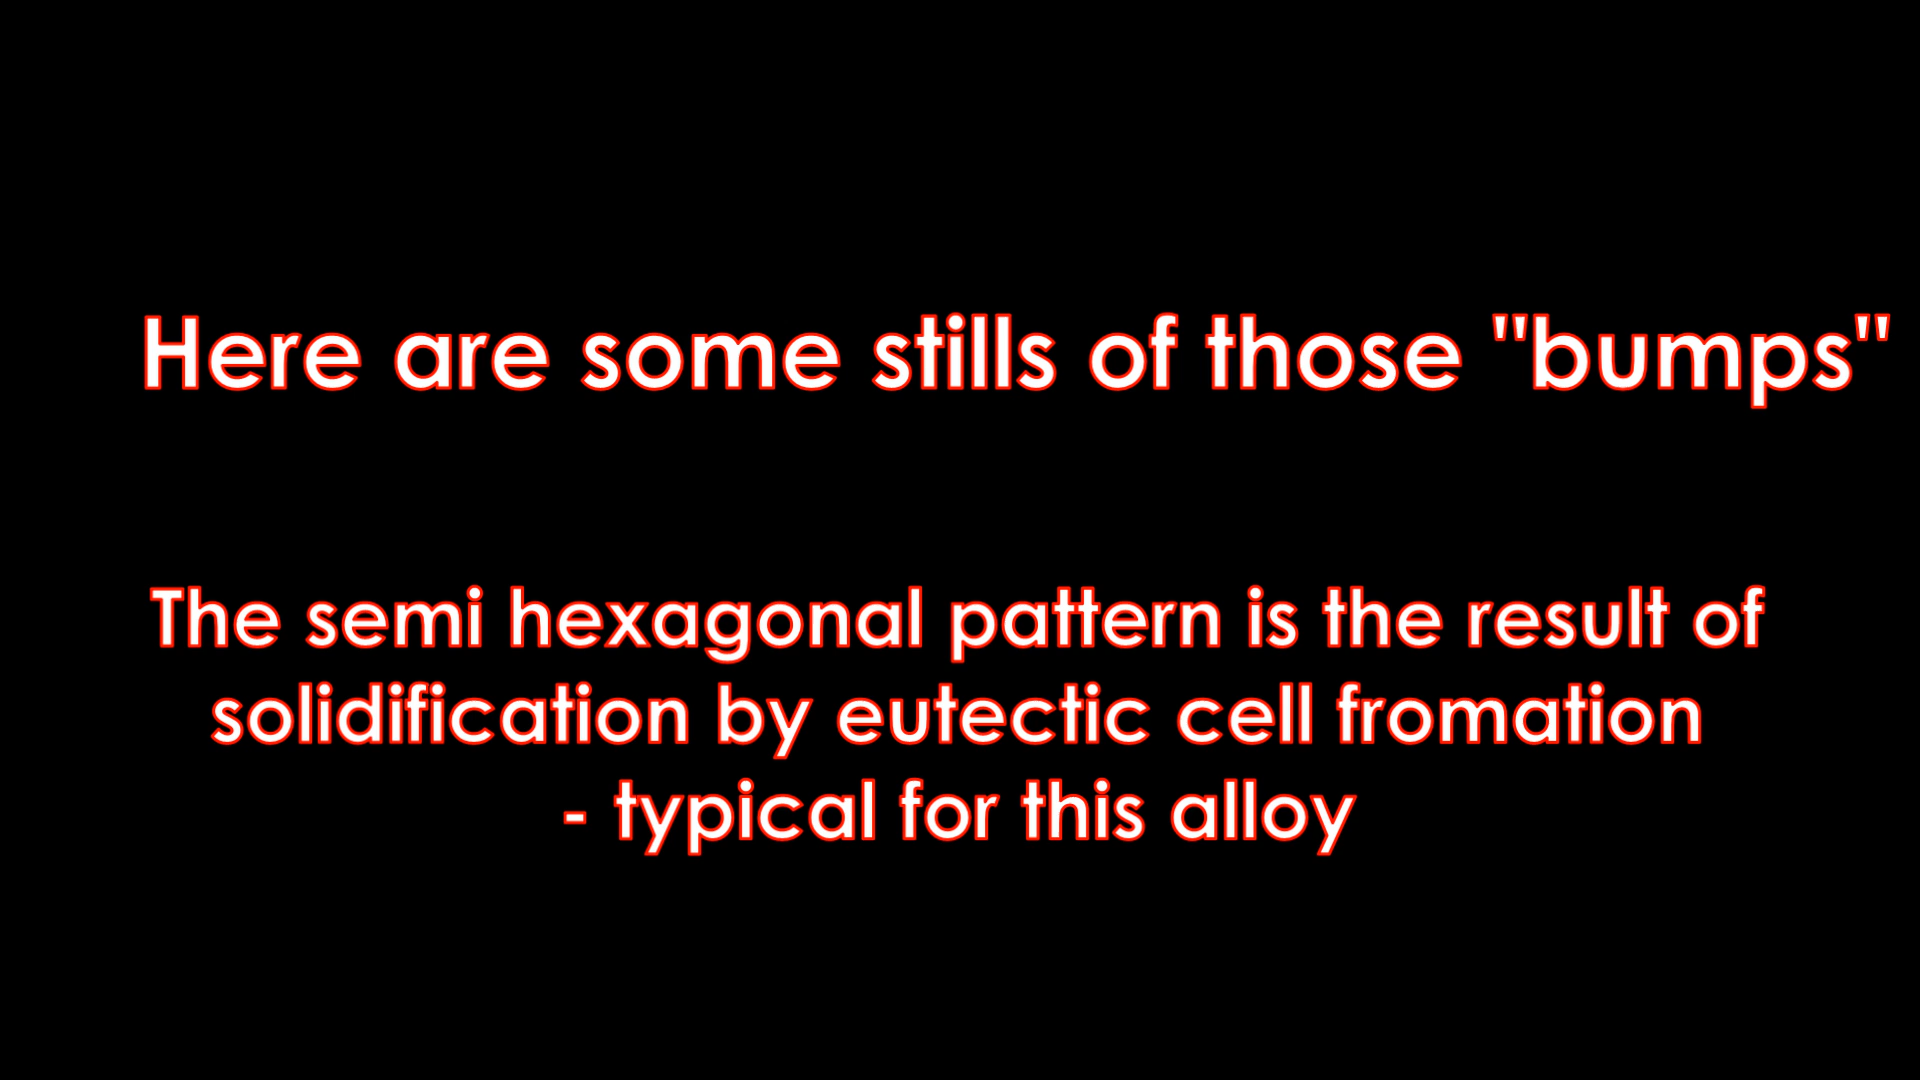 Here are some stills of those "bumps"
The semi hexagonal pattern is the result of
solidification by eutectic cell fromation
- typical for this alloy